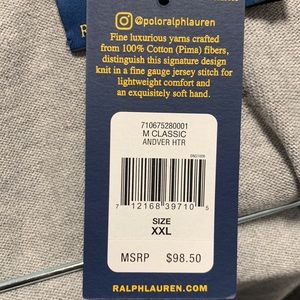 @poloralphlauren
Fine luxurious yarns crafted
from 100% Cotton (Pima) fibers,
distinguish this signature design
knit in a fine gauge jersey stitch for
lightweight comfort and
an exquisitely soft hand.
710675280001
M CLASSIC
ANDVER HTR
7 12168 39710 5
SIZE
XXL
MSRP $98.50
RALPHLAUREN.COM